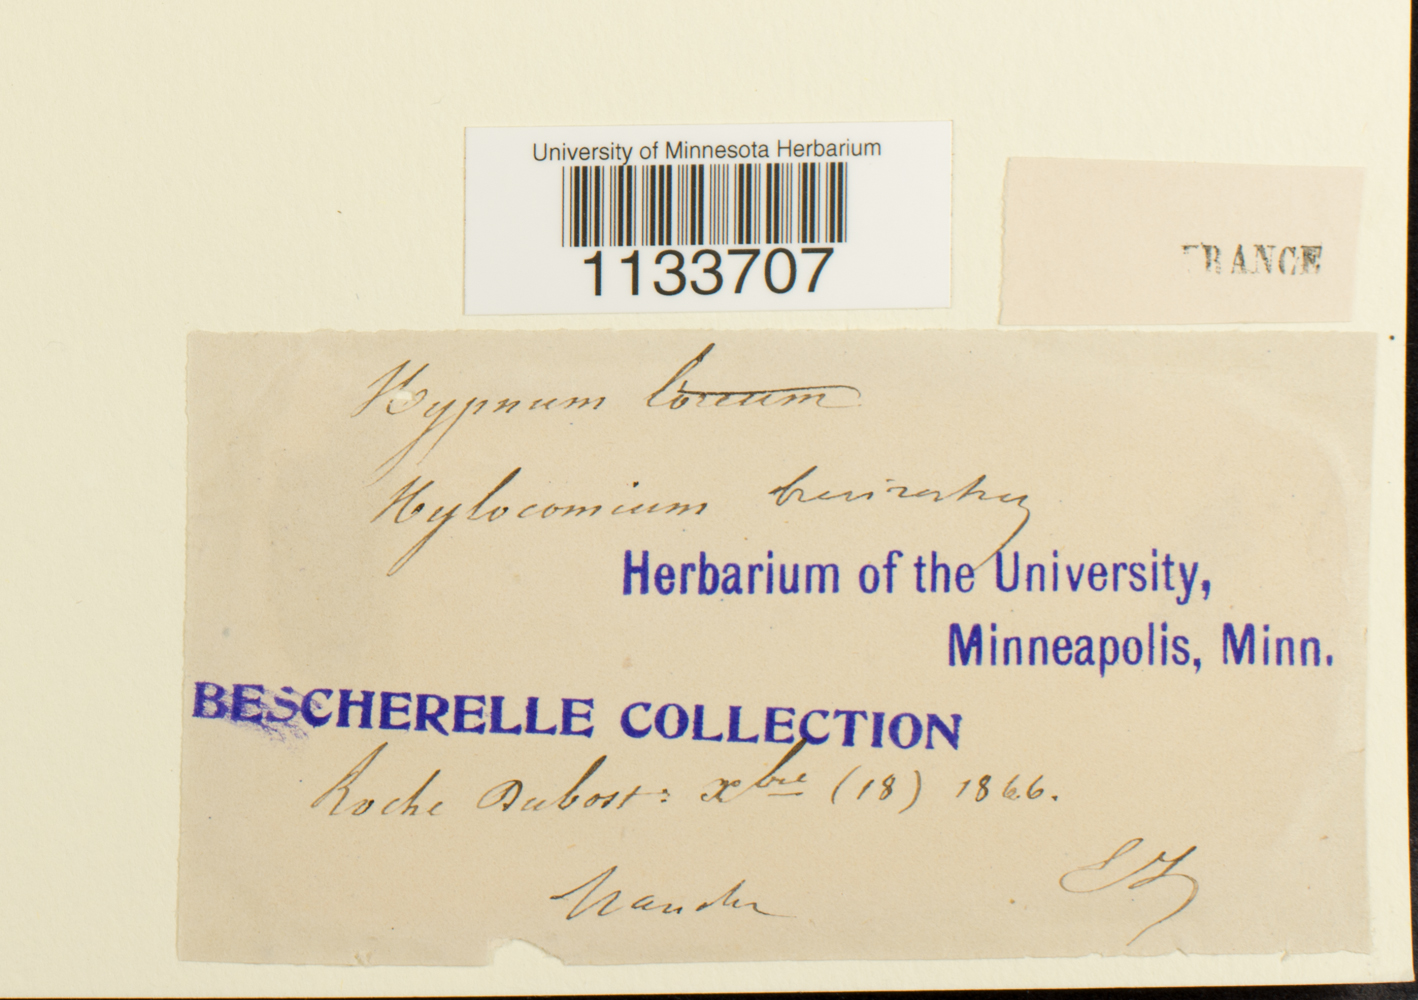 University of Minnesota Herbarium
1133707
FRANCE
Hypnum loreum
Hylocomium
Herbarium of the University,
Minneapolis, Minn.
BESCHERELLE COLLECTION
Roche Dubost: xbre (18) 1866.